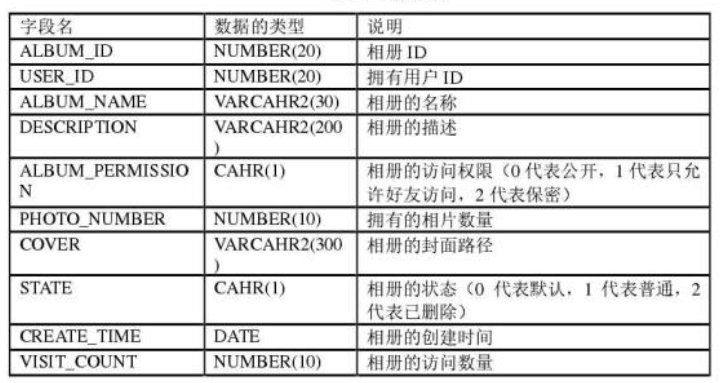 字段名 数据的类型 说明
ALBUM_ID NUMBER(20) 相册 ID
USER_ID NUMBER(20) 拥有用户 ID
ALBUM_NAME VARCAHR2(30) 相册的名称
DESCRIPTION VARCAHR2(200 相册的描述
)
ALBUM_PERMISSIO CAHR(1) 相册的访问权限（0 代表公开，1 代表只允
N 许好友访问，2 代表保密）
PHOTO_NUMBER NUMBER(10) 拥有的相片数量
COVER VARCAHR2(300 相册的封面路径
)
STATE CAHR(1) 相册的状态（0 代表默认，1 代表普通，2
代表已删除）
CREATE_TIME DATE 相册的创建时间
VISIT_COUNT NUMBER(10) 相册的访问数量